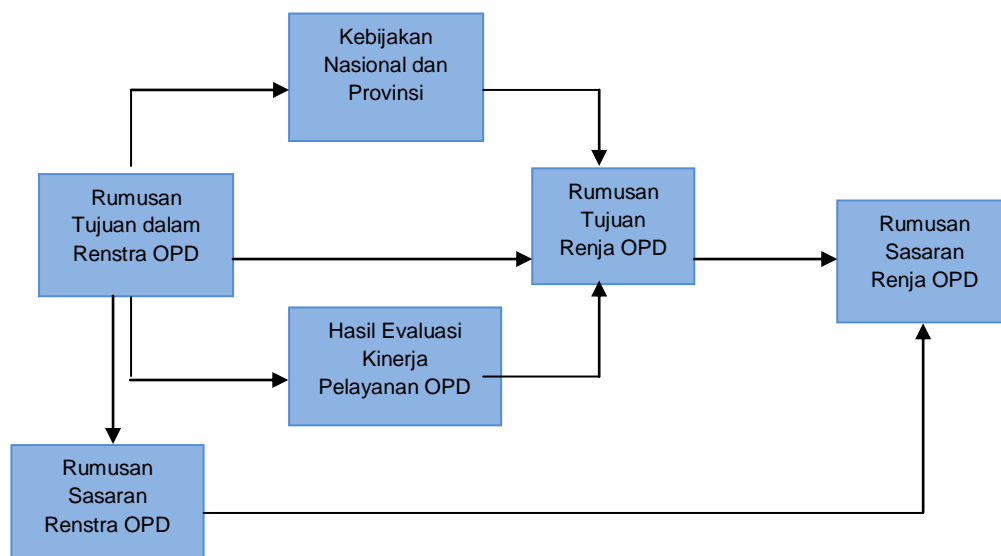 Kebijakan
Nasional dan
Provinsi
Rumusan
Tujuan dalam
Renstra OPD
Rumusan
Tujuan
Renja OPD
Rumusan
Sasaran
Renja OPD
Hasil Evaluasi
Kinerja
Pelayanan OPD
Rumusan
Sasaran
Renstra OPD